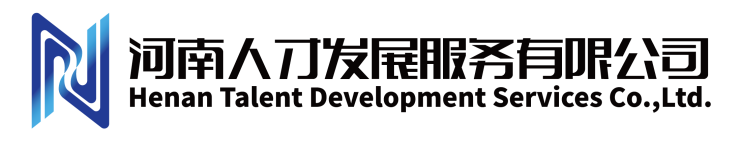 河南人才发展服务有限公司
Henan Talent Development Services Co.,Ltd.